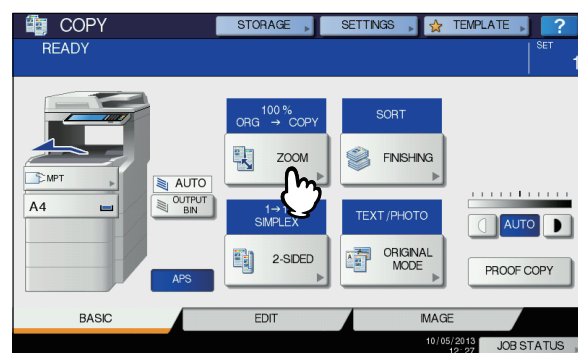 COPY
STORAGE
SETTINGS
TEMPLATE
?
READY
SET
1
100 %
ORG → COPY
SORT
ZOOM
FINISHING
MPT
AUTO
A4
OUTPUT
BIN
1→1
SIMPLEX
TEXT/PHOTO
AUTO
2-SIDED
ORIGINAL
MODE
APS
PROOF COPY
BASIC
EDIT
IMAGE
10/05/2013
12:27
JOB STATUS